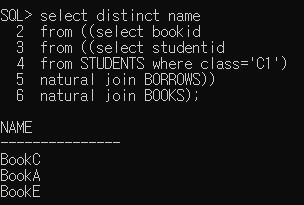 SQL> select distinct name
  2  from ((select bookid
  3  from ((select studentid
  4  from STUDENTS where class='C1')
  5  natural join BORROWS))
  6  natural join BOOKS);
NAME
---------------
BookC
BookA
BookE